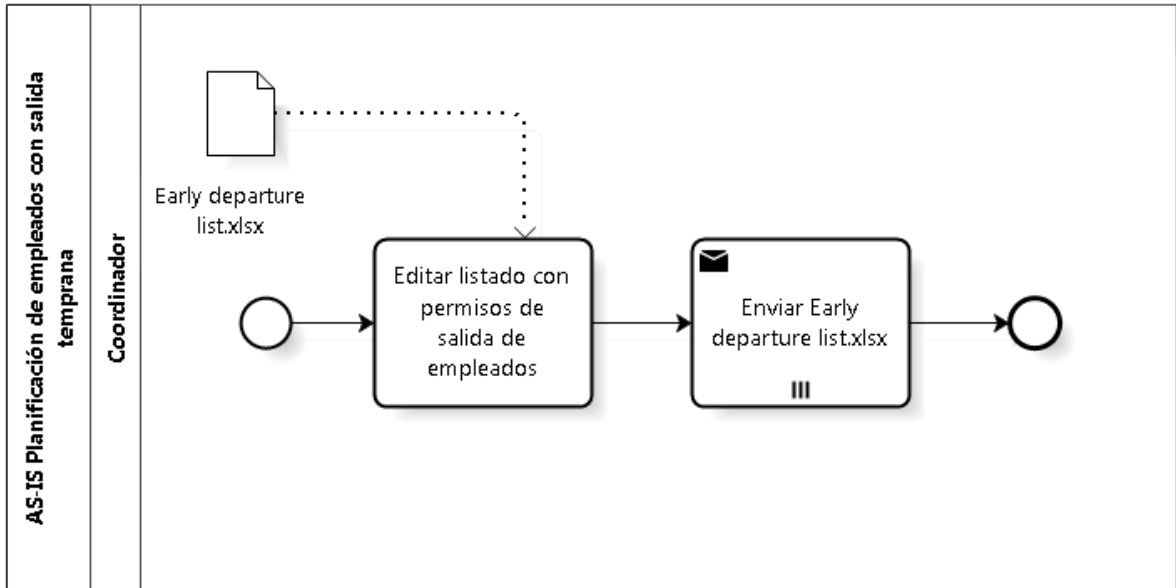 AS-IS Planificación de empleados con salida
temprana
Coordinador
Early departure
list.xlsx
Editar listado con
permisos de
salida de
empleados
Enviar Early
departure list.xlsx